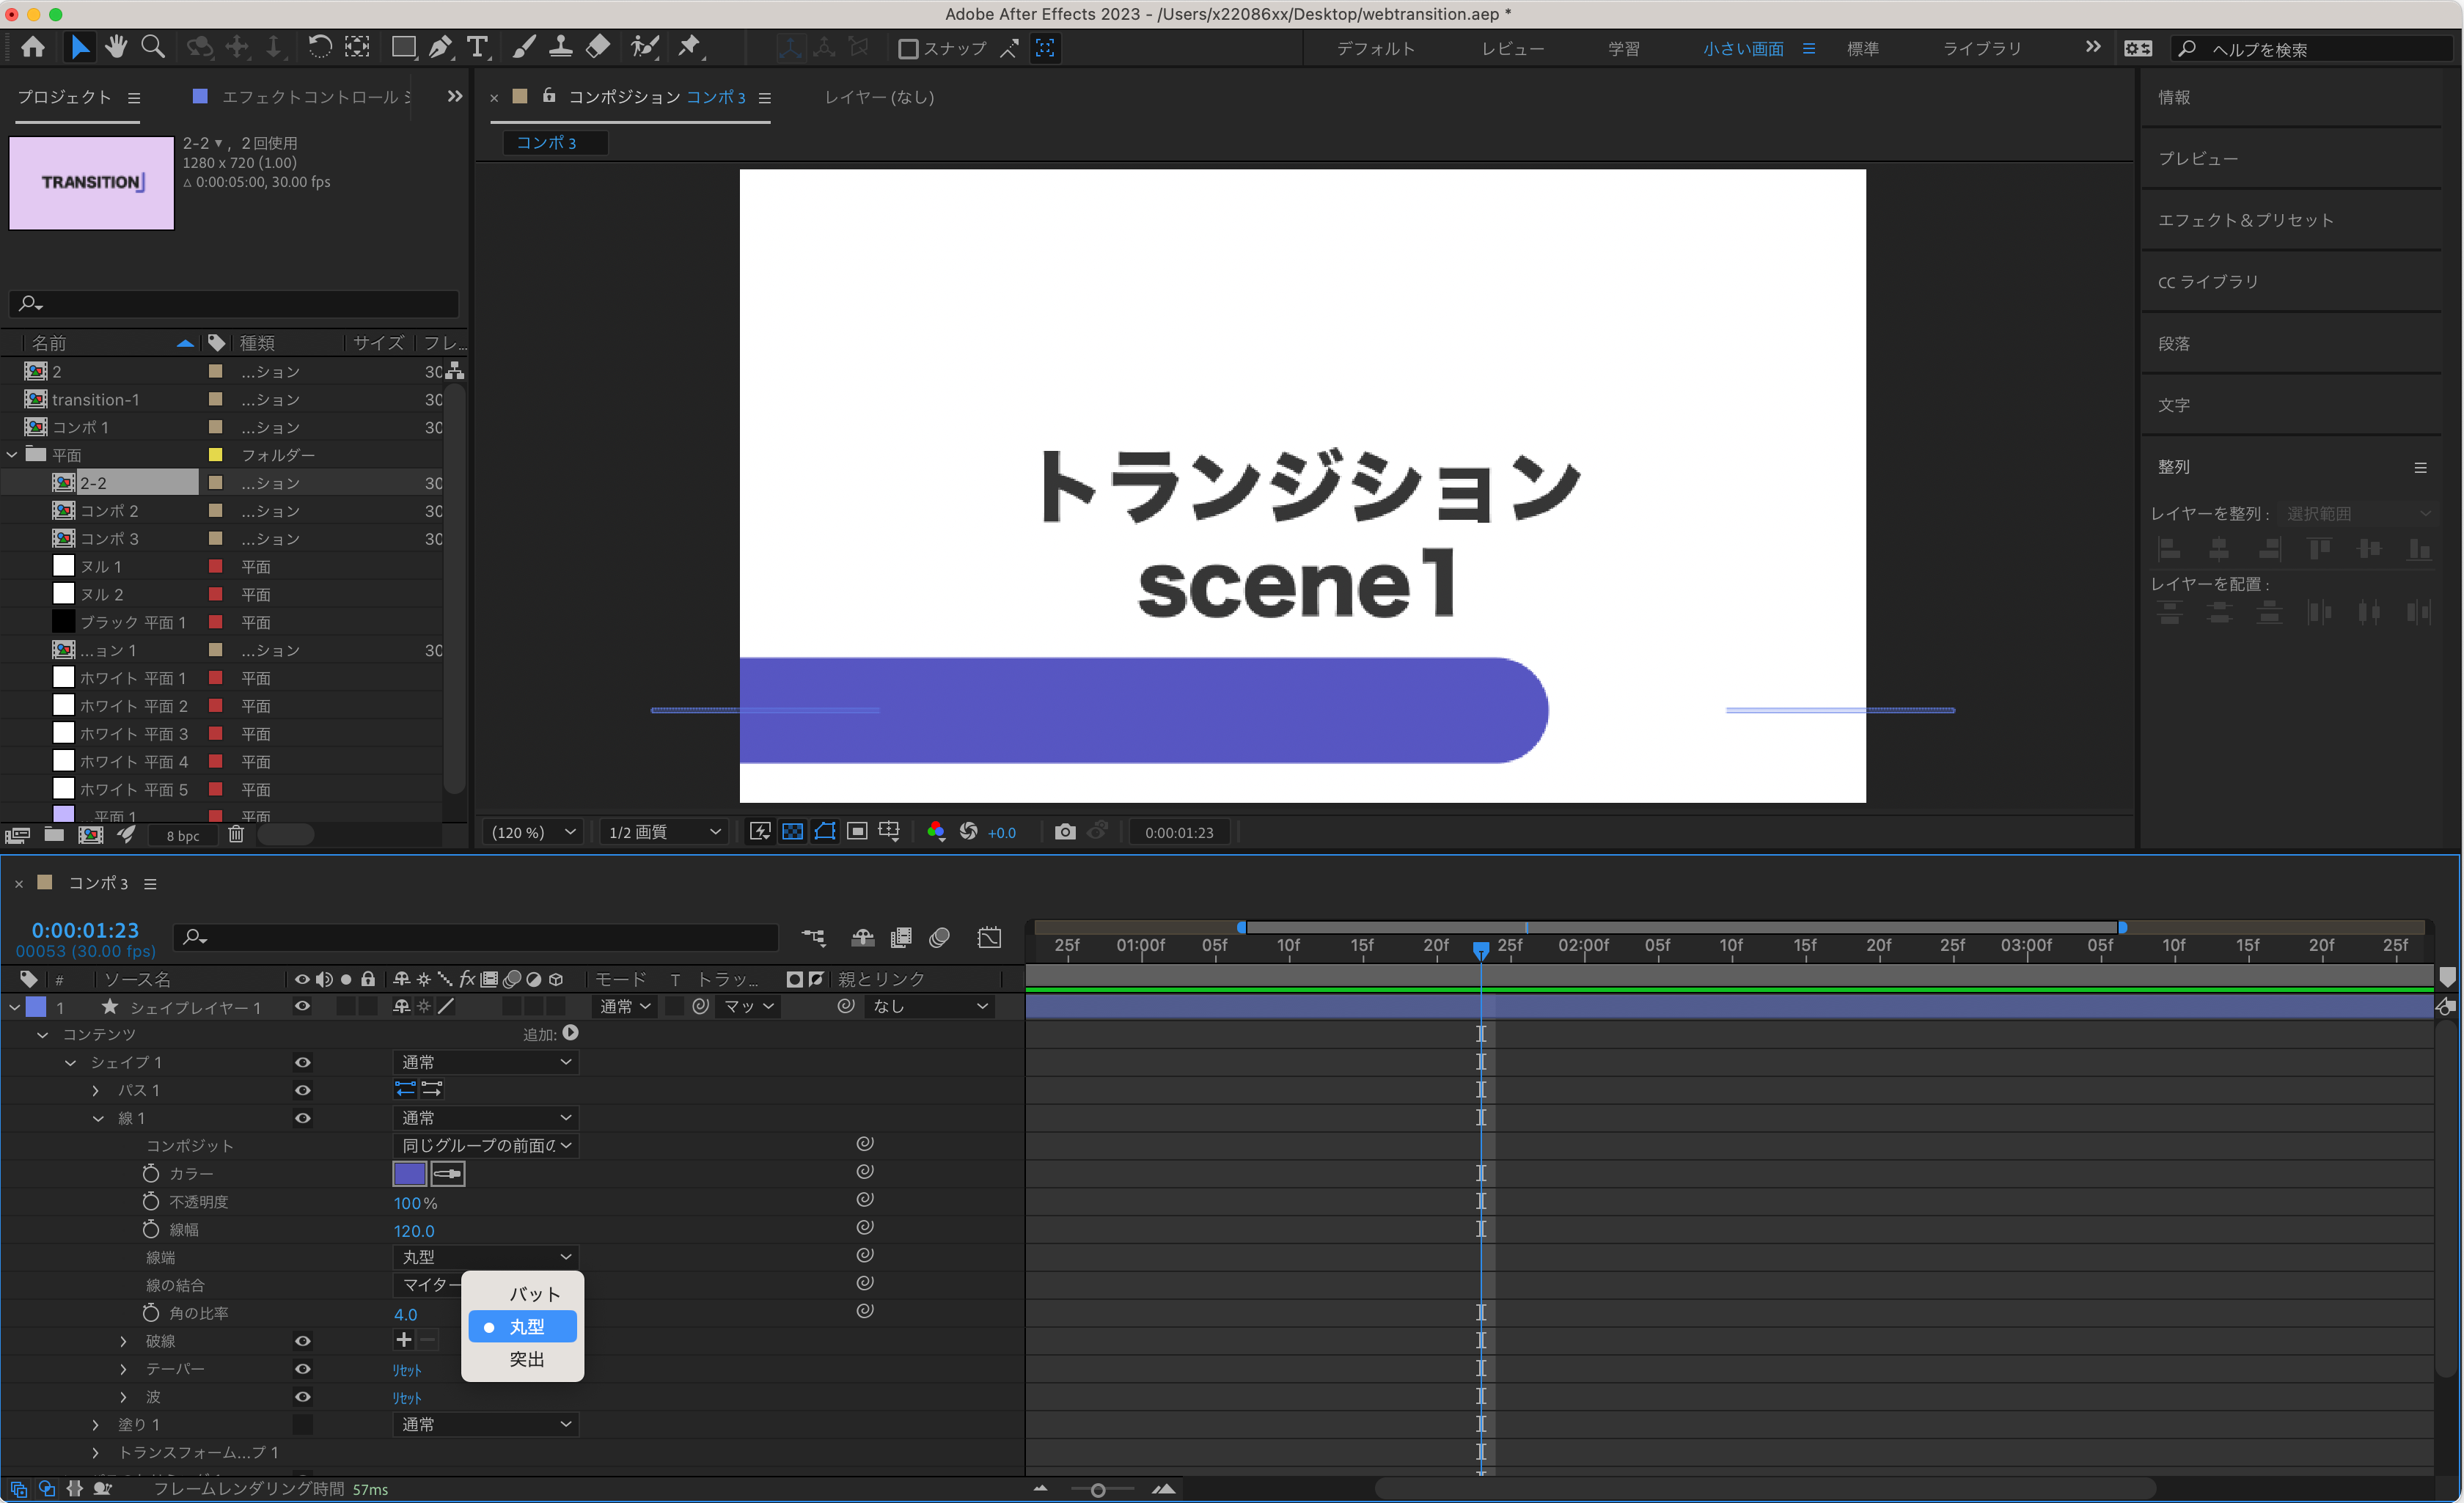 Adobe After Effects 2023 - /Users/x22086xx/Desktop/webtransition.aep *
スナップ
デフォルト
レビュー
学習
小さい画面
標準
ライブラリ
ヘルプを検索
プロジェクト
エフェクトコントロール
コンポジション コンポ 3
レイヤー (なし)
コンポ 3
TRANSITION
2-2 ▼, 2 回使用
1280 x 720 (1.00)
△ 0:00:05:00, 30.00 fps
名前 種類 サイズ フレ...
2 ...ション 30
transition-1 ...ション 30
コンポ 1 ...ション 30
平面 フォルダー
2-2 ...ション 30
コンポ 2 ...ション 30
コンポ 3 ...ション 30
ヌル 1 平面
ヌル 2 平面
ブラック 平面 1 平面
...ョン 1 ...ション 30
ホワイト 平面 1 平面
ホワイト 平面 2 平面
ホワイト 平面 3 平面
ホワイト 平面 4 平面
ホワイト 平面 5 平面
平面 1 平面
8 bpc
トランジション
scene1
(120 %)
1/2 画質
+0.0
0:00:01:23
情報
プレビュー
エフェクト＆プリセット
CC ライブラリ
段落
文字
整列
レイヤーを整列 : 選択範囲
レイヤーを配置 :
コンポ 3
0:00:01:23
00053 (30.00 fps)
25f 01:00f 05f 10f 15f 20f 25f 02:00f 05f 10f 15f 20f 25f 03:00f 05f 10f 15f 20f 25f
# ソース名 fx モード T トラッ... 親とリンク
1 シェイプレイヤー 1 通常 マッ なし
コンテンツ 追加:
シェイプ 1 通常
パス 1
線 1 通常
コンポジット 同じグループの前面の
カラー
不透明度 100 %
線幅 120.0
線端 丸型
線の結合 マイター
角の比率 4.0
バット
丸型
突出
破線
テーパー リセット
波 リセット
塗り 1 通常
トランスフォーム...プ 1
フレームレンダリング時間 57ms